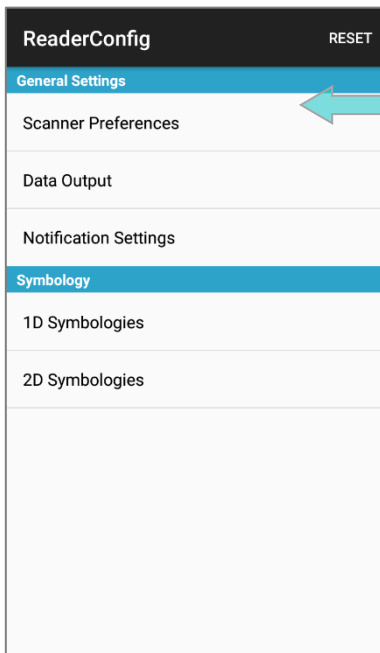 ReaderConfig RESET
General Settings
Scanner Preferences
Data Output
Notification Settings
Symbology
1D Symbologies
2D Symbologies